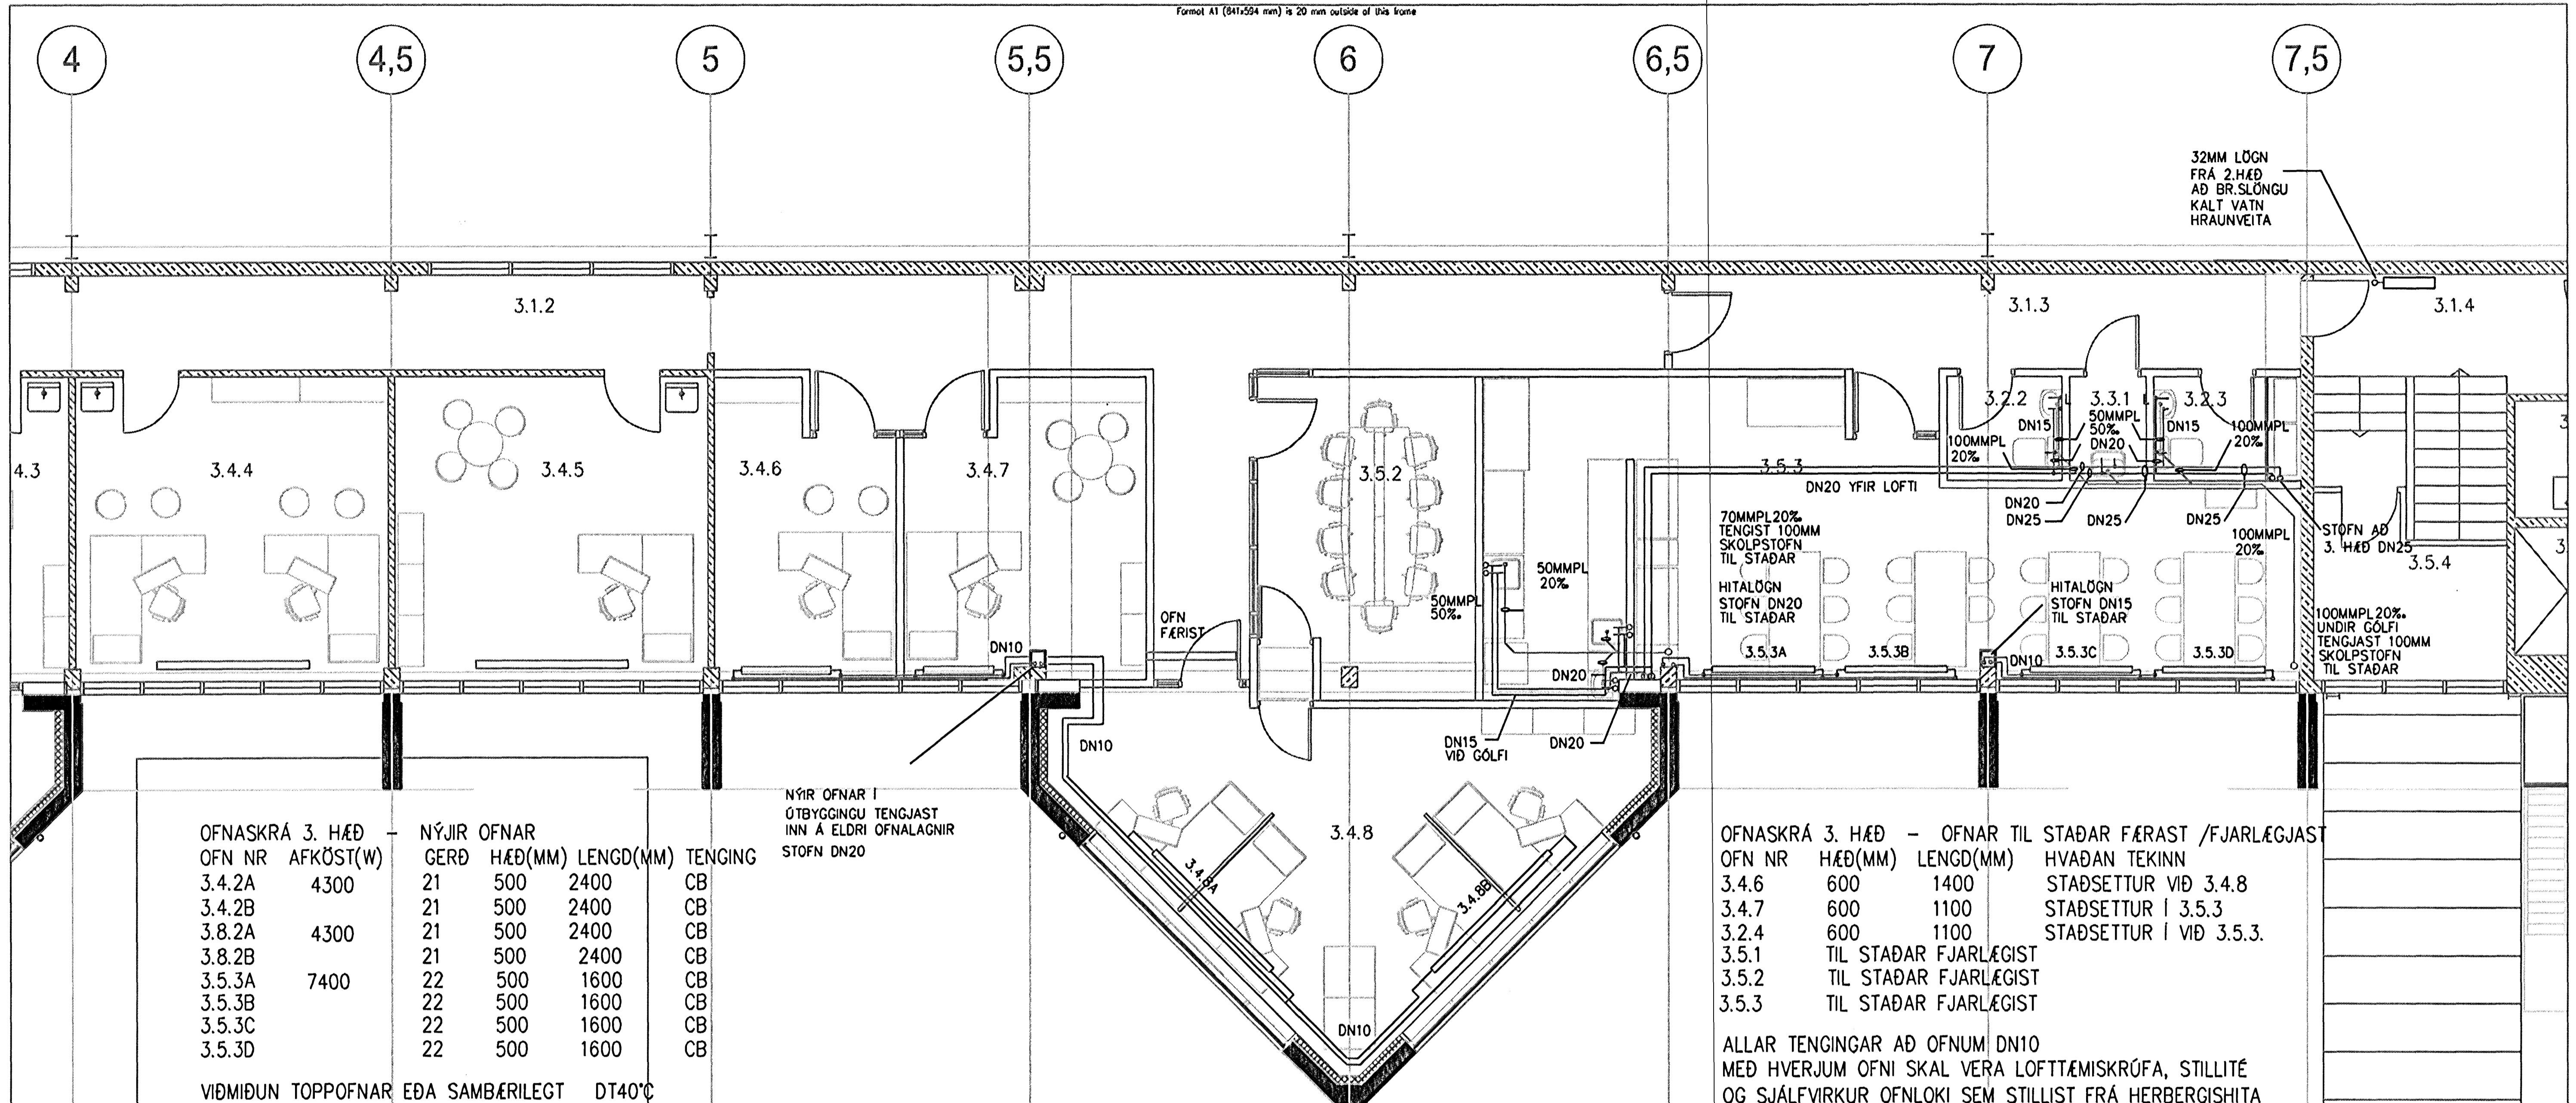 Format A1 (841x594 mm) is 20 mm outside of this frame
4
4,5
5
5,5
6
6,5
7
7,5
32MM LÖGN
FRÁ 2.HÆÐ
AÐ BR.SLÖNGU
KALT VATN
HRAUNVEITA
3.1.2
3.1.3
3.1.4
4.3
3.4.4
3.4.5
3.4.6
3.4.7
3.5.2
3.5.3
3.2.2
3.3.1
3.2.3
DN15
50MMPL
50‰
DN20
DN15
100MMPL
20‰
100MMPL
20‰
DN20 YFIR LOFTI
DN20
DN25
DN25
DN25
STOFN AÐ
3. HÆÐ DN25
3.5.4
100MMPL
20‰
70MMPL20‰
TENGIST 100MM
SKOLPSTOFN
TIL STAÐAR
HITALÖGN
STOFN DN20
TIL STAÐAR
HITALÖGN
STOFN DN15
TIL STAÐAR
50MMPL
20‰
50MMPL
50‰
100MMPL20‰
UNDIR GÓLFI
TENGJAST 100MM
SKOLPSTOFN
TIL STAÐAR
OFN
FÆRIST
DN10
3.5.3A
3.5.3B
DN10
3.5.3C
3.5.3D
DN20
DN10
DN15
VIÐ GÓLFI
DN20
NÝIR OFNAR Í
ÚTBYGGINGU TENGJAST
INN Á ELDRI OFNALAGNIR
STOFN DN20
3.4.8
3.4.8A
3.4.8B
DN10
OFNASKRÁ 3. HÆÐ – NÝJIR OFNAR
OFN NR AFKÖST(W) GERÐ HÆÐ(MM) LENGD(MM) TENGING
3.4.2A 4300 21 500 2400 CB
3.4.2B 21 500 2400 CB
3.8.2A 4300 21 500 2400 CB
3.8.2B 21 500 2400 CB
3.5.3A 7400 22 500 1600 CB
3.5.3B 22 500 1600 CB
3.5.3C 22 500 1600 CB
3.5.3D 22 500 1600 CB
VIÐMIÐUN TOPPOFNAR EÐA SAMBÆRILEGT DT40°C
OFNASKRÁ 3. HÆÐ – OFNAR TIL STAÐAR FÆRAST /FJARLÆGJAST
OFN NR HÆÐ(MM) LENGD(MM) HVAÐAN TEKINN
3.4.6 600 1400 STAÐSETTUR VIÐ 3.4.8
3.4.7 600 1100 STAÐSETTUR Í 3.5.3
3.2.4 600 1100 STAÐSETTUR Í VIÐ 3.5.3.
3.5.1 TIL STAÐAR FJARLÆGIST
3.5.2 TIL STAÐAR FJARLÆGIST
3.5.3 TIL STAÐAR FJARLÆGIST
ALLAR TENGINGAR AÐ OFNUM DN10
MEÐ HVERJUM OFNI SKAL VERA LOFTTÆMISKRÚFA, STILLITÉ
OG SJÁLFVIRKUR OFNLOKI SEM STILLIST FRÁ HERBERGISHITA